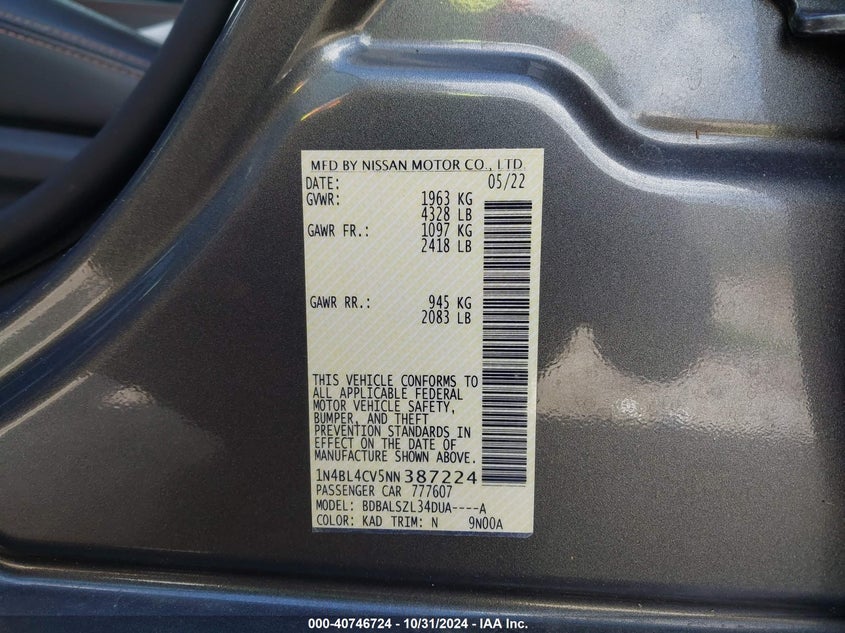 MFD BY NISSAN MOTOR CO., LTD.
DATE: 05/22
GVWR: 1963 KG
4328 LB
GAWR FR.: 1097 KG
2418 LB
GAWR RR.: 945 KG
2083 LB
THIS VEHICLE CONFORMS TO
ALL APPLICABLE FEDERAL
MOTOR VEHICLE SAFETY,
BUMPER, AND THEFT
PREVENTION STANDARDS IN
EFFECT ON THE DATE OF
MANUFACTURE SHOWN ABOVE.
1N4BL4CV5NN387224
PASSENGER CAR 777607
MODEL: BDBALSZL34DUA----A
COLOR: KAD TRIM: N 9N00A
000-40746724 - 10/31/2024 - IAA Inc.